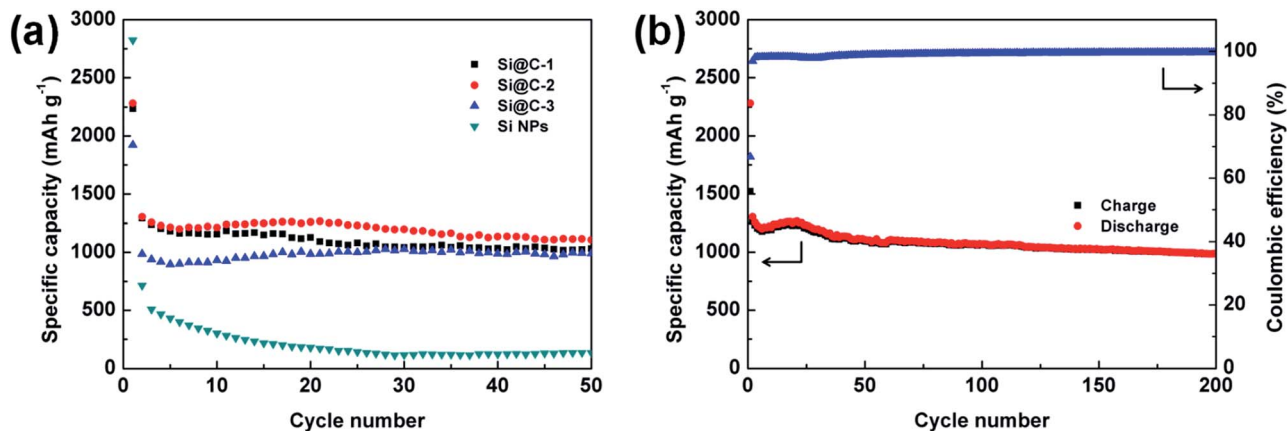 (a)
Specific capacity (mAh g-1)
3000
2500
2000
1500
1000
500
0
Si@C-1
Si@C-2
Si@C-3
Si NPs
0 10 20 30 40 50
Cycle number
(b)
Specific capacity (mAh g-1)
3000
2500
2000
1500
1000
500
0
Charge
Discharge
0 50 100 150 200
Cycle number
100
80
60
40
20
0
Coulombic efficiency (%)